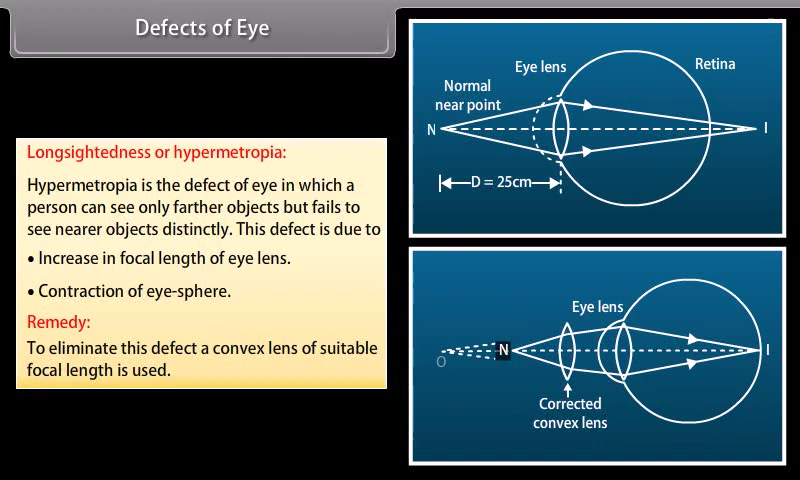 Defects of Eye
Longsightedness or hypermetropia:
Hypermetropia is the defect of eye in which a
person can see only farther objects but fails to
see nearer objects distinctly. This defect is due to
• Increase in focal length of eye lens.
• Contraction of eye-sphere.
Remedy:
To eliminate this defect a convex lens of suitable
focal length is used.
Eye lens
Retina
Normal
near point
N
I
D = 25cm
Eye lens
O
N
I
Corrected
convex lens